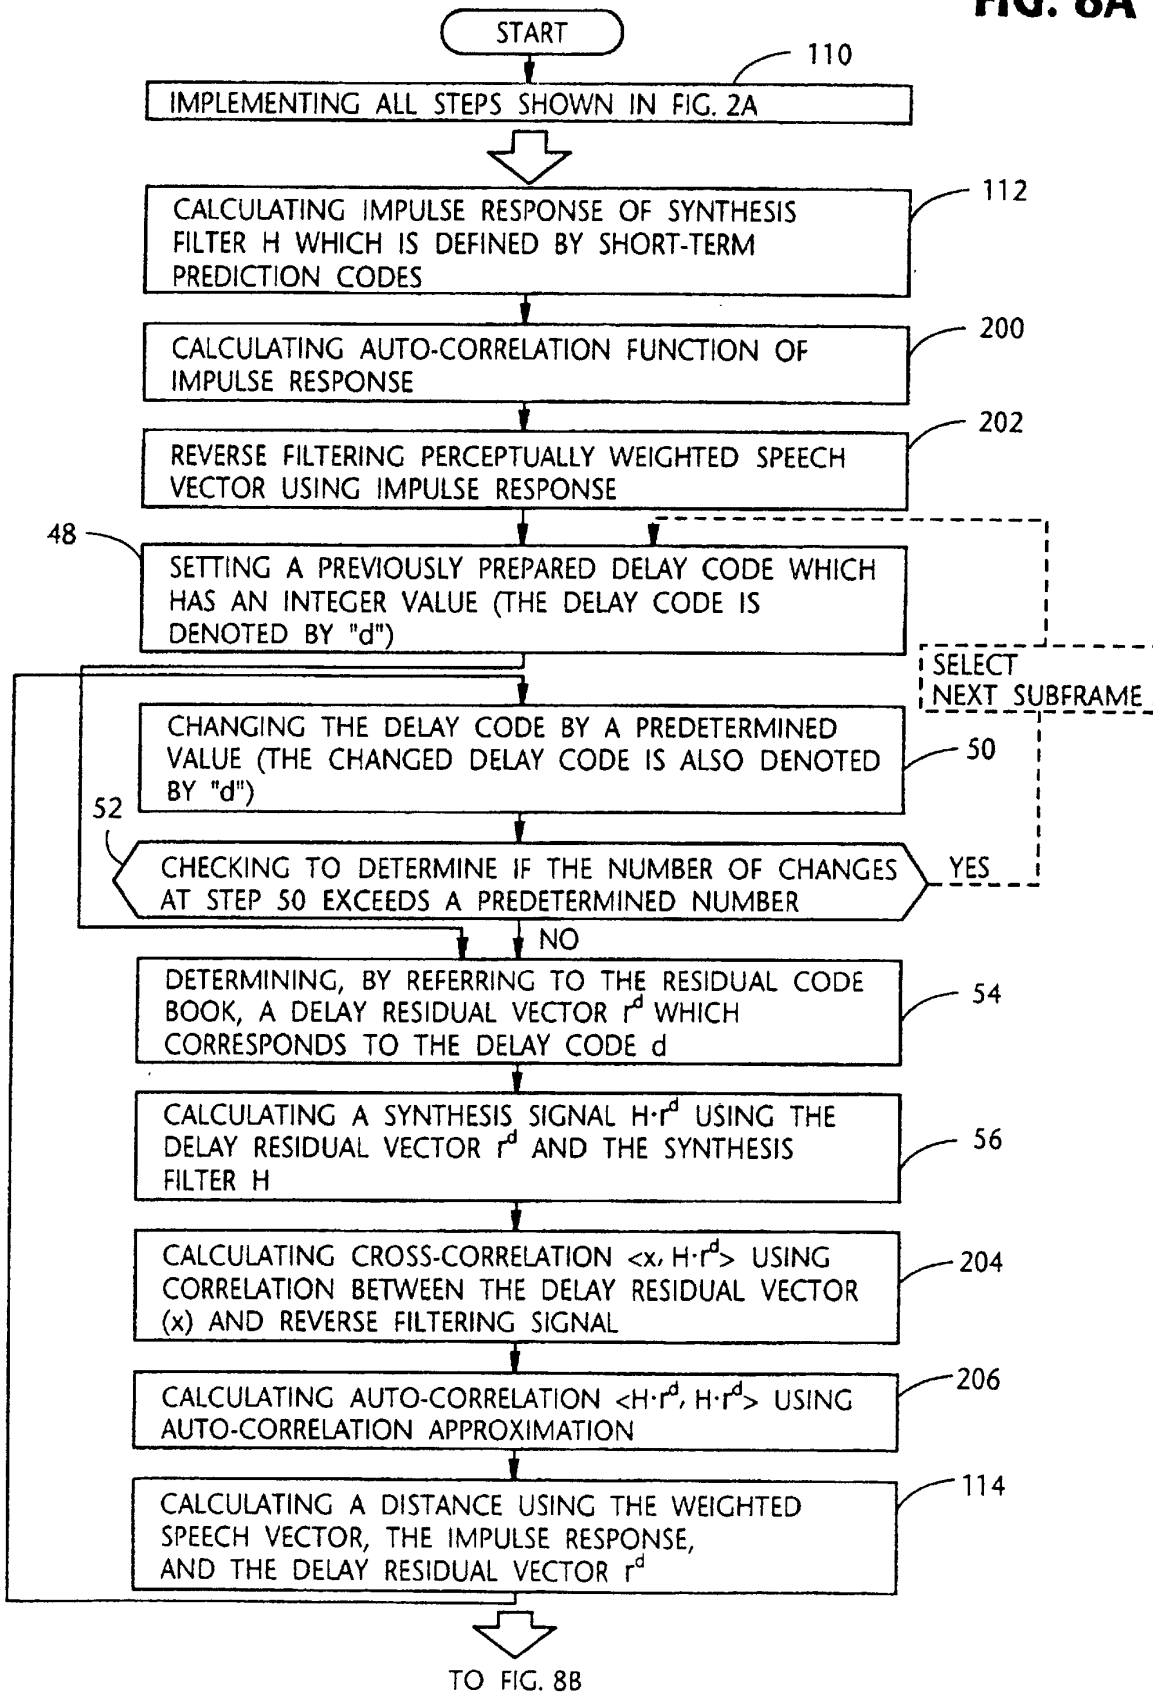 FIG. 8A
START
110
IMPLEMENTING ALL STEPS SHOWN IN FIG. 2A
112
CALCULATING IMPULSE RESPONSE OF SYNTHESIS
FILTER H WHICH IS DEFINED BY SHORT-TERM
PREDICTION CODES
200
CALCULATING AUTO-CORRELATION FUNCTION OF
IMPULSE RESPONSE
202
REVERSE FILTERING PERCEPTUALLY WEIGHTED SPEECH
VECTOR USING IMPULSE RESPONSE
48
SETTING A PREVIOUSLY PREPARED DELAY CODE WHICH
HAS AN INTEGER VALUE (THE DELAY CODE IS
DENOTED BY "d")
SELECT
NEXT SUBFRAME
CHANGING THE DELAY CODE BY A PREDETERMINED
VALUE (THE CHANGED DELAY CODE IS ALSO DENOTED
BY "d")
50
52
CHECKING TO DETERMINE IF THE NUMBER OF CHANGES
AT STEP 50 EXCEEDS A PREDETERMINED NUMBER
YES
NO
DETERMINING, BY REFERRING TO THE RESIDUAL CODE
BOOK, A DELAY RESIDUAL VECTOR r^d WHICH
CORRESPONDS TO THE DELAY CODE d
54
CALCULATING A SYNTHESIS SIGNAL H·r^d USING THE
DELAY RESIDUAL VECTOR r^d AND THE SYNTHESIS
FILTER H
56
CALCULATING CROSS-CORRELATION <x, H·r^d> USING
CORRELATION BETWEEN THE DELAY RESIDUAL VECTOR
(x) AND REVERSE FILTERING SIGNAL
204
CALCULATING AUTO-CORRELATION <H·r^d, H·r^d> USING
AUTO-CORRELATION APPROXIMATION
206
CALCULATING A DISTANCE USING THE WEIGHTED
SPEECH VECTOR, THE IMPULSE RESPONSE,
AND THE DELAY RESIDUAL VECTOR r^d
114
TO FIG. 8B